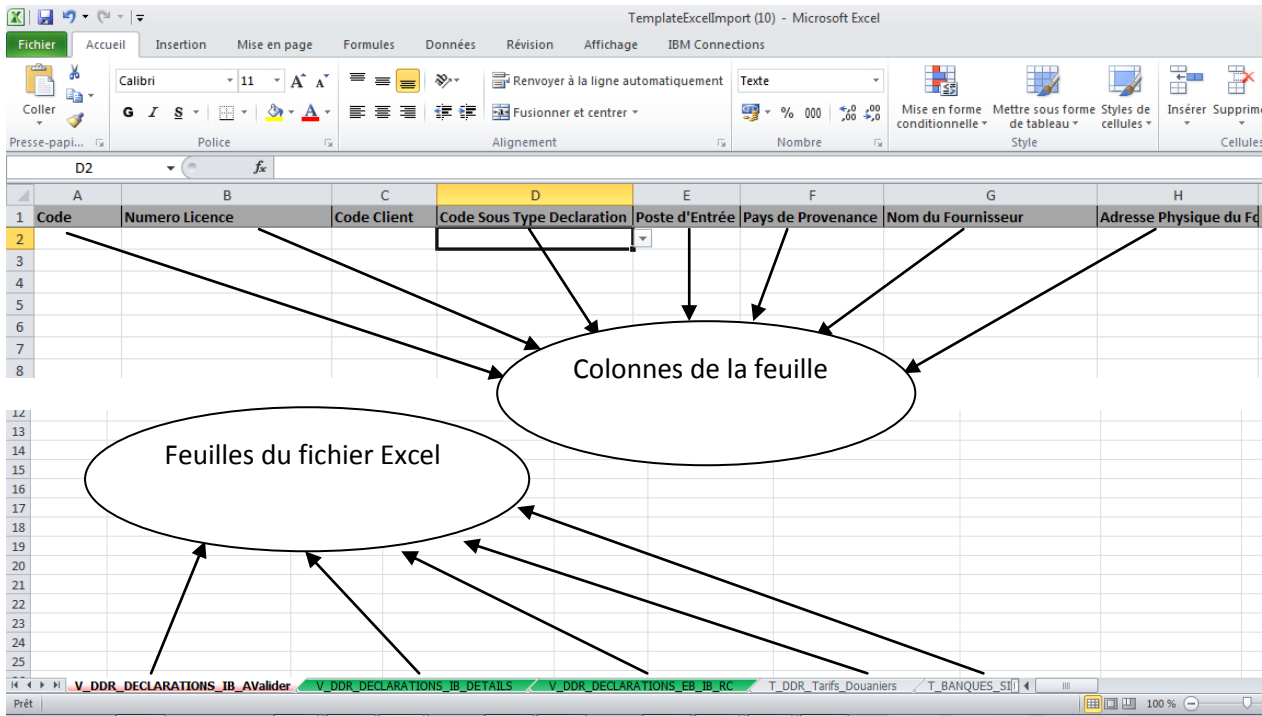 TemplateExcelImport (10) - Microsoft Excel
Fichier Accueil Insertion Mise en page Formules Données Révision Affichage IBM Connections
Calibri 11 A A Renvoyer à la ligne automatiquement Texte
Coller G I S A Fusionner et centrer % 000 ,0 ,00 ,00 ,0 Mise en forme conditionnelle Mettre sous forme de tableau Styles de cellules Insérer Supprime
Presse-papi... Police Alignement Nombre Style Cellules
D2 fx
A B C D E F G H
1 Code Numero Licence Code Client Code Sous Type Declaration Poste d'Entrée Pays de Provenance Nom du Fournisseur Adresse Physique du Fo
2
3
4
5
6
7
8
Colonnes de la feuille
12
13
14
15
16
17
18
19
20
21
22
23
24
25
Feuilles du fichier Excel
V_DDR_DECLARATIONS_IB_AValider V_DDR_DECLARATIONS_IB_DETAILS V_DDR_DECLARATIONS_EB_IB_RC T_DDR_Tarifs_Douaniers T_BANQUES_SI
Prêt 100 %